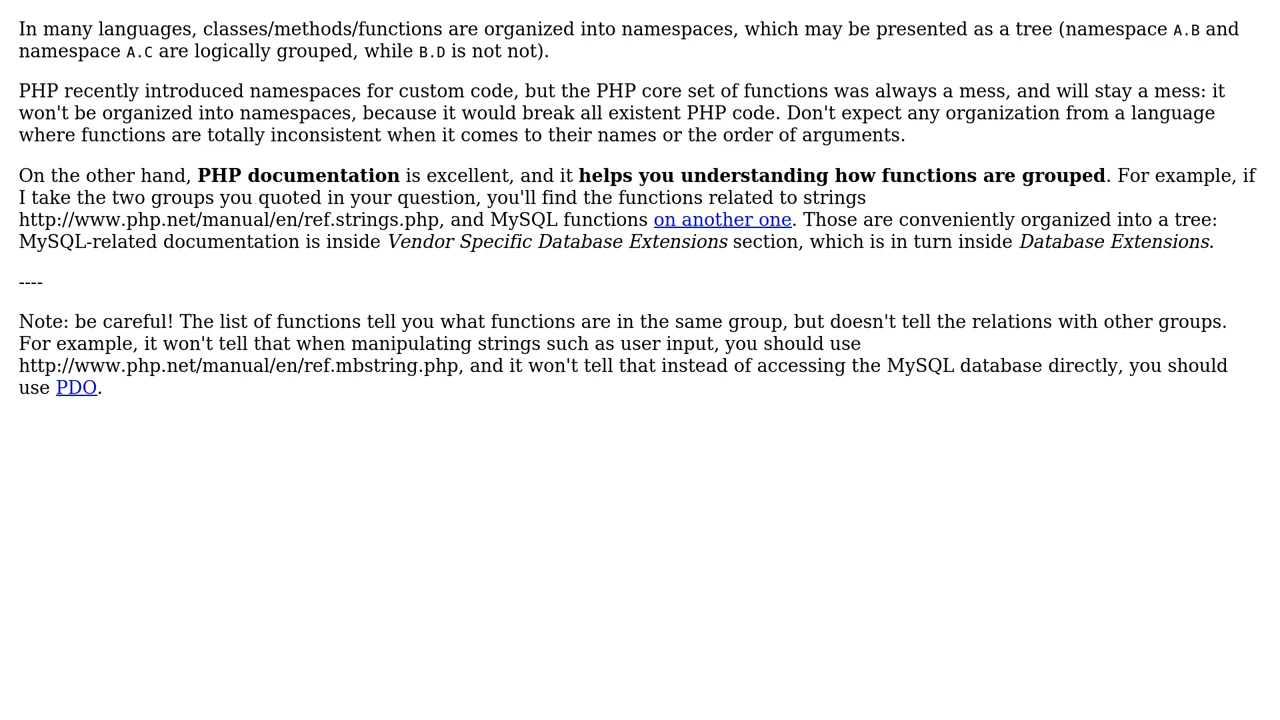 In many languages, classes/methods/functions are organized into namespaces, which may be presented as a tree (namespace A.B and
namespace A.C are logically grouped, while B.D is not not).
PHP recently introduced namespaces for custom code, but the PHP core set of functions was always a mess, and will stay a mess: it
won't be organized into namespaces, because it would break all existent PHP code. Don't expect any organization from a language
where functions are totally inconsistent when it comes to their names or the order of arguments.
On the other hand, PHP documentation is excellent, and it helps you understanding how functions are grouped. For example, if
I take the two groups you quoted in your question, you'll find the functions related to strings
http://www.php.net/manual/en/ref.strings.php, and MySQL functions on another one. Those are conveniently organized into a tree:
MySQL-related documentation is inside Vendor Specific Database Extensions section, which is in turn inside Database Extensions.
----
Note: be careful! The list of functions tell you what functions are in the same group, but doesn't tell the relations with other groups.
For example, it won't tell that when manipulating strings such as user input, you should use
http://www.php.net/manual/en/ref.mbstring.php, and it won't tell that instead of accessing the MySQL database directly, you should
use PDO.